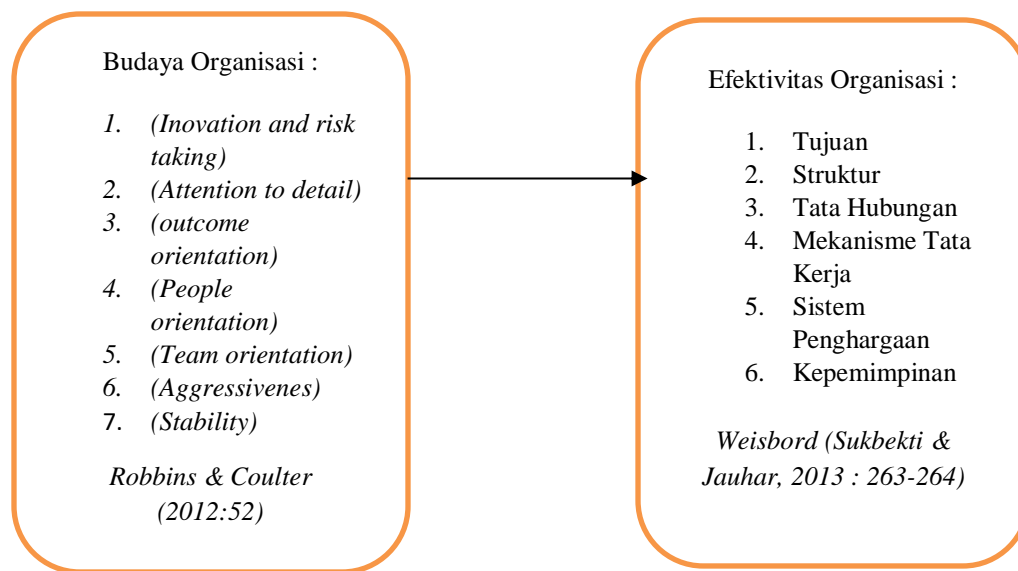 Budaya Organisasi :
1. (Inovation and risk
taking)
2. (Attention to detail)
3. (outcome
orientation)
4. (People
orientation)
5. (Team orientation)
6. (Aggressivenes)
7. (Stability)
Robbins & Coulter
(2012:52)
Efektivitas Organisasi :
1. Tujuan
2. Struktur
3. Tata Hubungan
4. Mekanisme Tata
Kerja
5. Sistem
Penghargaan
6. Kepemimpinan
Weisbord (Sukbekti &
Jauhar, 2013 : 263-264)